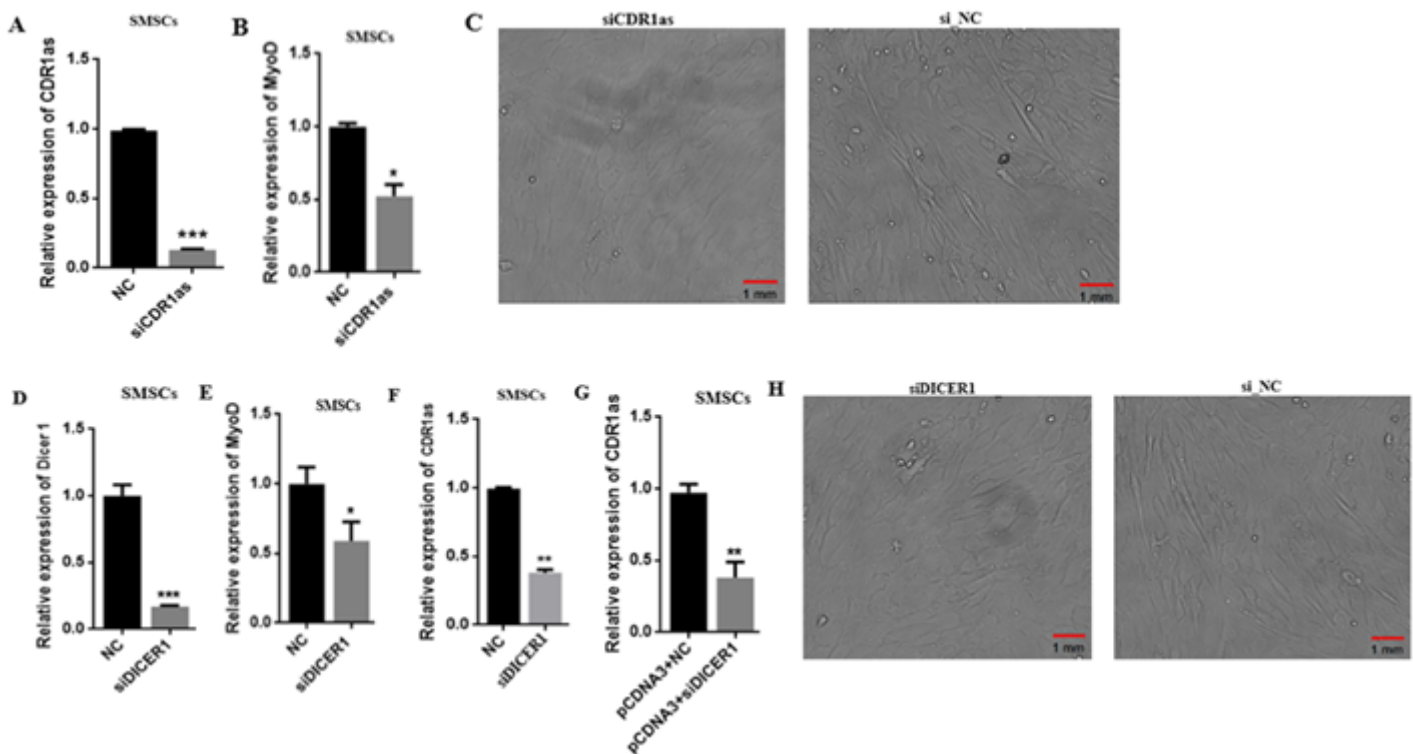 A
SMSCs
Relative expression of CDR1as
1.5
1.0
0.5
0.0
***
NC
siCDR1as
B
SMSCs
Relative expression of MyoD
1.5
1.0
0.5
0.0
*
NC
siCDR1as
C
siCDR1as
1 mm
si_NC
1 mm
D
SMSCs
Relative expression of Dicer 1
1.5
1.0
0.5
0.0
***
NC
siDICER1
E
SMSCs
Relative expression of MyoD
1.5
1.0
0.5
0.0
*
NC
siDICER1
F
SMSCs
Relative expression of CDR1as
1.5
1.0
0.5
0.0
**
NC
siDICER1
G
SMSCs
Relative expression of CDR1as
1.5
1.0
0.5
0.0
**
pCDNA3+NC
pCDNA3+siDICER1
H
siDICER1
1 mm
si_NC
1 mm